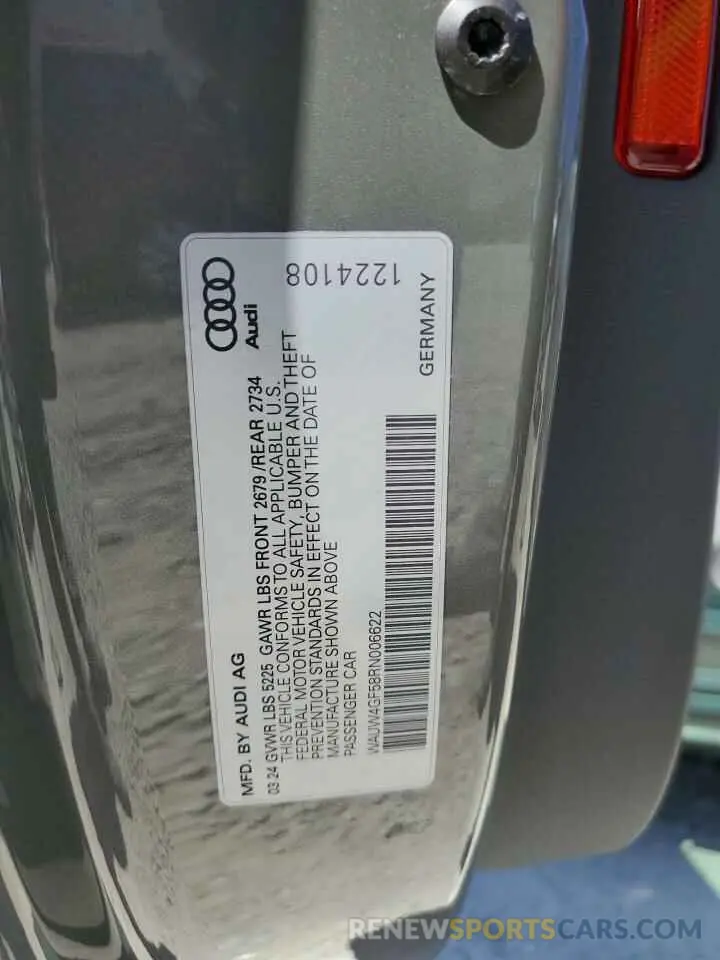 Audi
1224108
MFD. BY AUDI AG
03 24 GVWR LBS 5225 GAWR LBS FRONT 2679 /REAR 2734
THIS VEHICLE CONFORMS TO ALL APPLICABLE U.S.
FEDERAL MOTOR VEHICLE SAFETY, BUMPER AND THEFT
PREVENTION STANDARDS IN EFFECT ON THE DATE OF
MANUFACTURE SHOWN ABOVE
PASSENGER CAR
WAUW4GF58RN006622
GERMANY
RENEWSPORTSCARS.COM